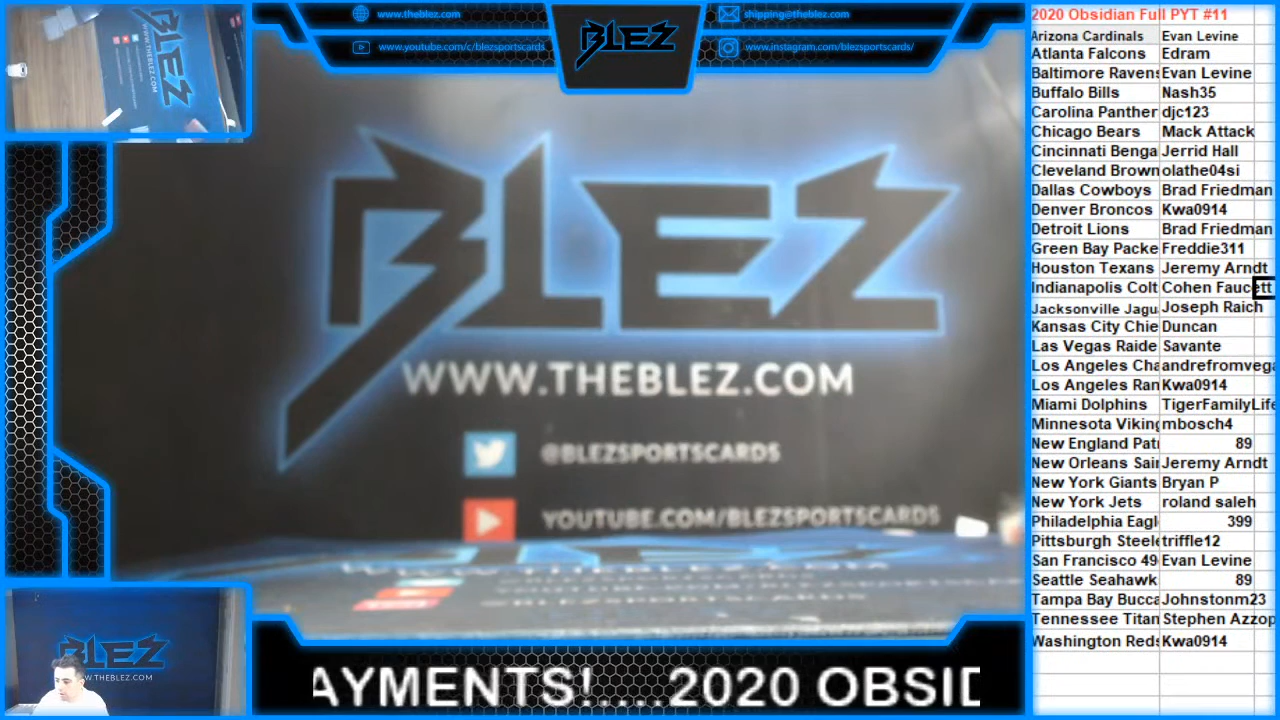 www.theblez.com
www.youtube.com/c/blezsportscards
BLEZ
shipping@theblez.com
www.instagram.com/blezsportscards/
BLEZ
WWW.THEBLEZ.COM
BLEZ
WWW.THEBLEZ.COM
@BLEZSPORTSCARDS
YOUTUBE.COM/BLEZSPORTSCARDS
WWW.THEBLEZ.COM
@BLEZSPORTSCARDS
BLEZ
WWW.THEBLEZ.COM
AYMENTS!....2020 OBSID
2020 Obsidian Full PYT #11
Arizona Cardinals Evan Levine
Atlanta Falcons Edram
Baltimore Ravens Evan Levine
Buffalo Bills Nash35
Carolina Panther djc123
Chicago Bears Mack Attack
Cincinnati Benga Jerrid Hall
Cleveland Brown olathe04si
Dallas Cowboys Brad Friedman
Denver Broncos Kwa0914
Detroit Lions Brad Friedman
Green Bay Packe Freddie311
Houston Texans Jeremy Arndt
Indianapolis Colt Cohen Faucett
Jacksonville Jagu Joseph Raich
Kansas City Chie Duncan
Las Vegas Raide Savante
Los Angeles Cha andrefromvega
Los Angeles Ran Kwa0914
Miami Dolphins TigerFamilyLife
Minnesota Viking mbosch4
New England Pat 89
New Orleans Sai Jeremy Arndt
New York Giants Bryan P
New York Jets roland saleh
Philadelphia Eagl 399
Pittsburgh Steele triffle12
San Francisco 49 Evan Levine
Seattle Seahawk 89
Tampa Bay Bucca Johnstonm23
Tennessee Titan Stephen Azzop
Washington Reds Kwa0914